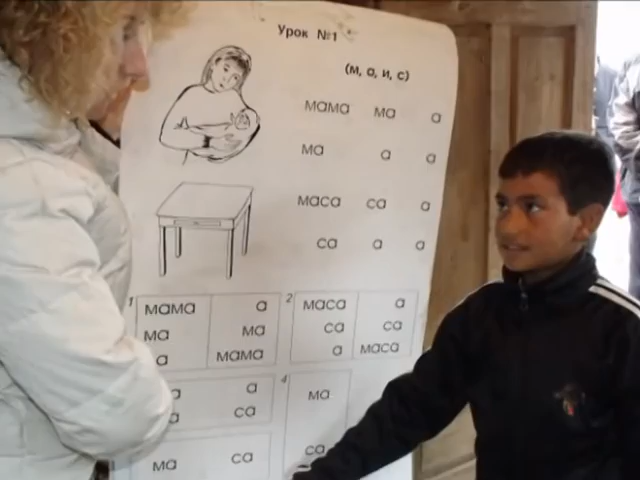 Урок №1
(м, а, и, с)
мама ма а
ма а а
маса са а
са а а
1
мама а
ма ма
а мама
2
маса а
са са
а маса
а
а са
4
ма
са
ма са